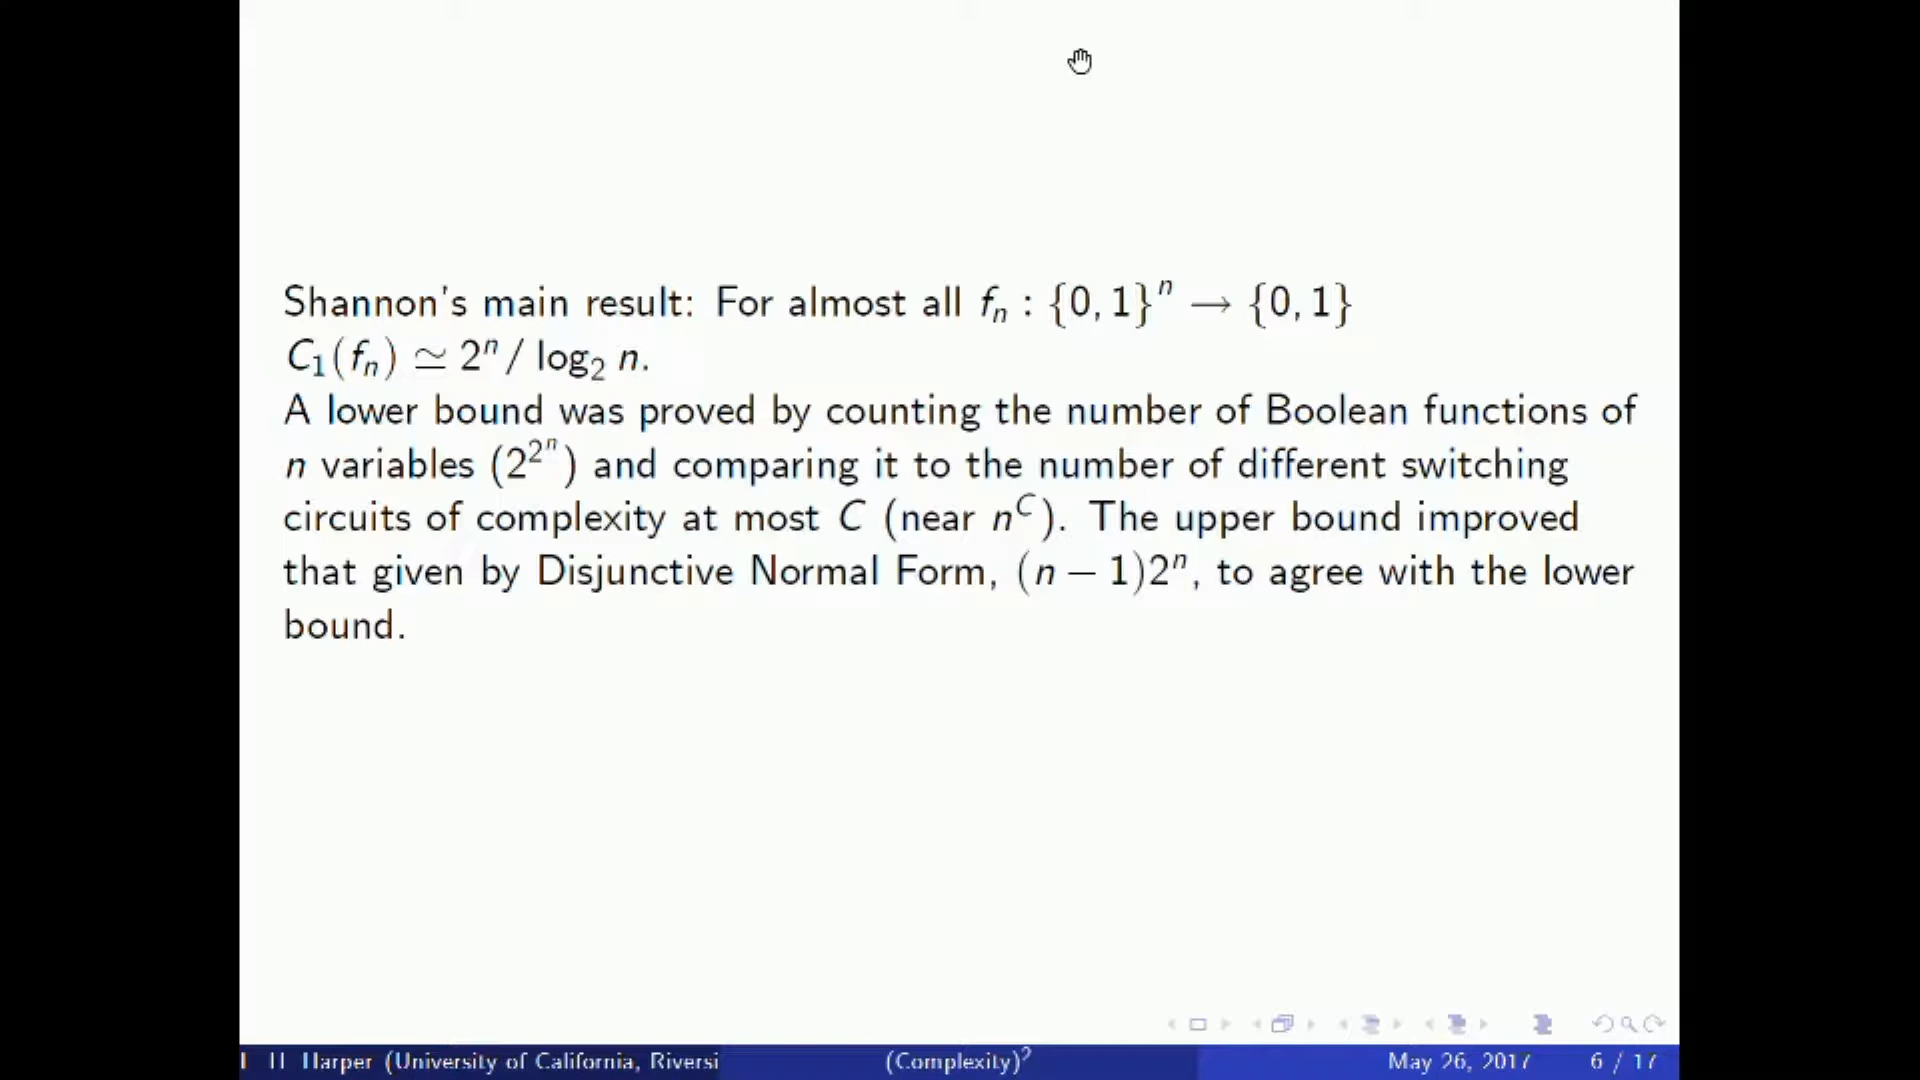 Shannon's main result: For almost all fₙ : {0, 1}ⁿ → {0, 1}
C₁(fₙ) ≃ 2ⁿ/ log₂ n.
A lower bound was proved by counting the number of Boolean functions of
n variables (2^{2ⁿ}) and comparing it to the number of different switching
circuits of complexity at most C (near n^C). The upper bound improved
that given by Disjunctive Normal Form, (n − 1)2ⁿ, to agree with the lower
bound.
Harper (University of California, Riversi (Complexity)² May 26, 2017 6 / 17